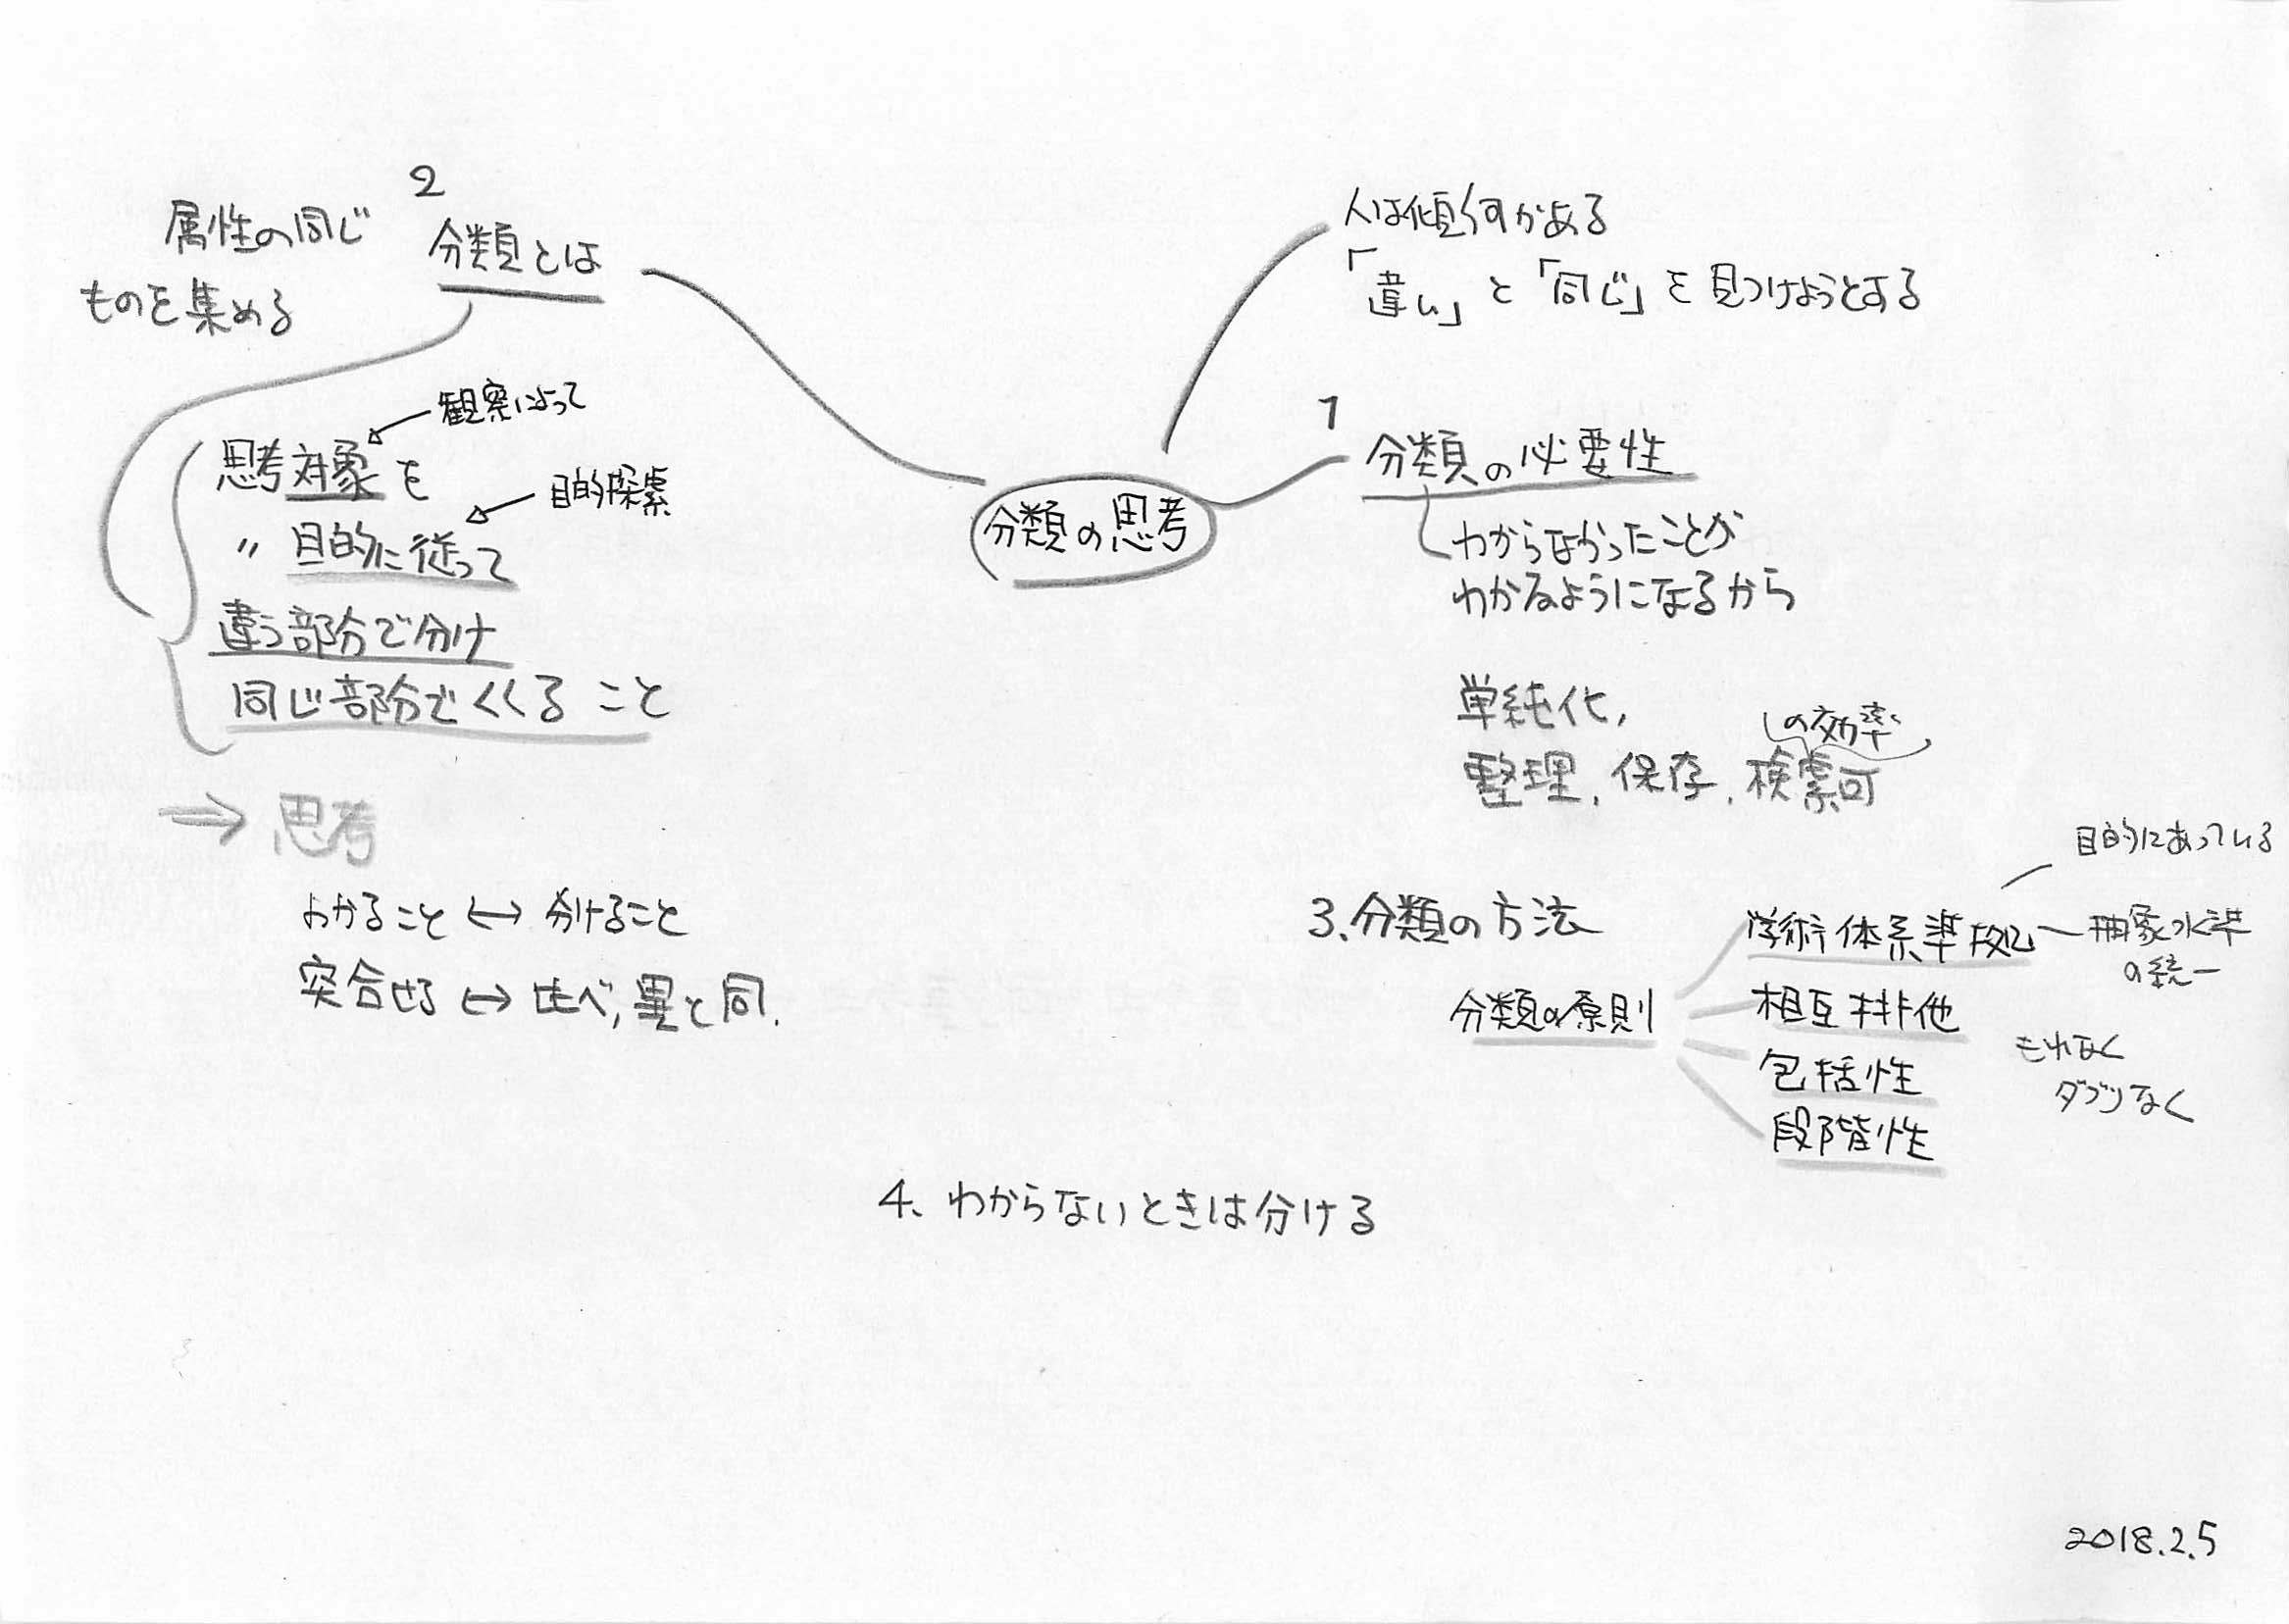 分類の思考
人は傾向がある
「違い」と「同じ」を見つけようとする
1
分類の必要性
わからなかったことが
わかるようになるから
単純化,
の効率
整理, 保存, 検索可
2
分類とは
属性の同じ
ものを集める
観察によって
思考対象を
目的探索
〃 目的に従って
違う部分で分け
同じ部分でくくること
⇒ 思考
わかること ↔ 分けること
突合せる ↔ 比べ, 異と同.
3. 分類の方法
分類の原則
目的にあっている
学術体系準拠
抽象水準
の統一
相互排他
包括性
もれなく
ダブリなく
段階性
4、わからないときは分ける
2018.2.5